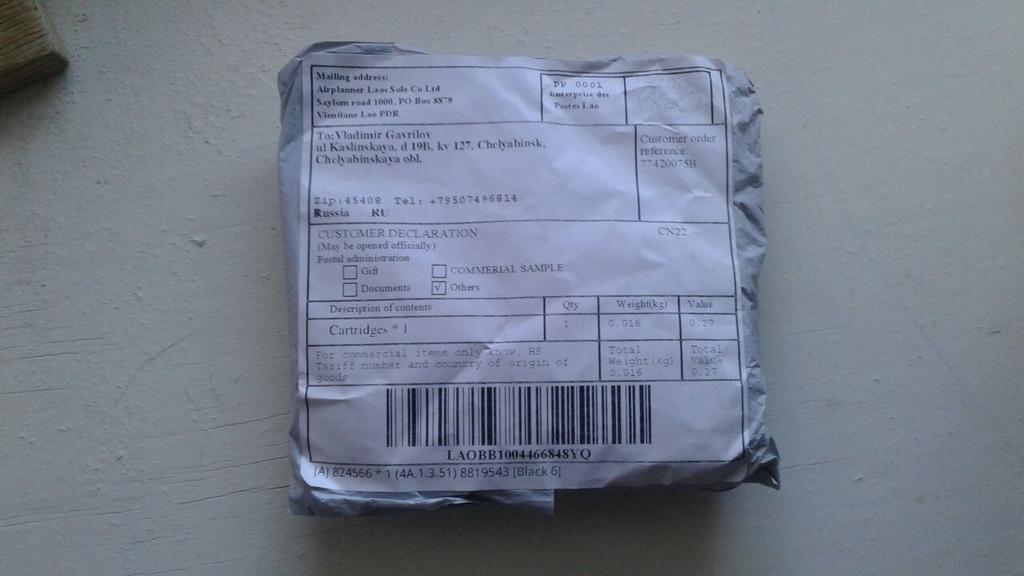 Mailing address:
Airplanner Laos Sole Co Ltd
Saylom road 1000, PO Box 8879
Vientiane Lao PDR
PP 0001
Enterprise des
Postes Lao
To:Vladimir Gavrilov
ul Kaslinskaya, d 19B, kv 127, Chelyabinsk,
Chelyabinskaya obl,
Zip:45408 Tel: +79507496814
Russia RU
Customer order
reference
77420075B
CUSTOMER DECLARATION CN22
(May be opened officially)
Postal administration
Gift
COMMERIAL SAMPLE
Documents
√ Others
Description of contents Qty Weight(kg) Value
Cartridges * 1 1 0.016 0.27
For commercial items only know, HS
Tariff number and country of origin of
goods
Total
Weight(kg)
0.016
Total
Value
0.27
LAOBB1004466848YQ
[A] 824566 * 1 (4A.1.3.51) 8819543 [Black 6]